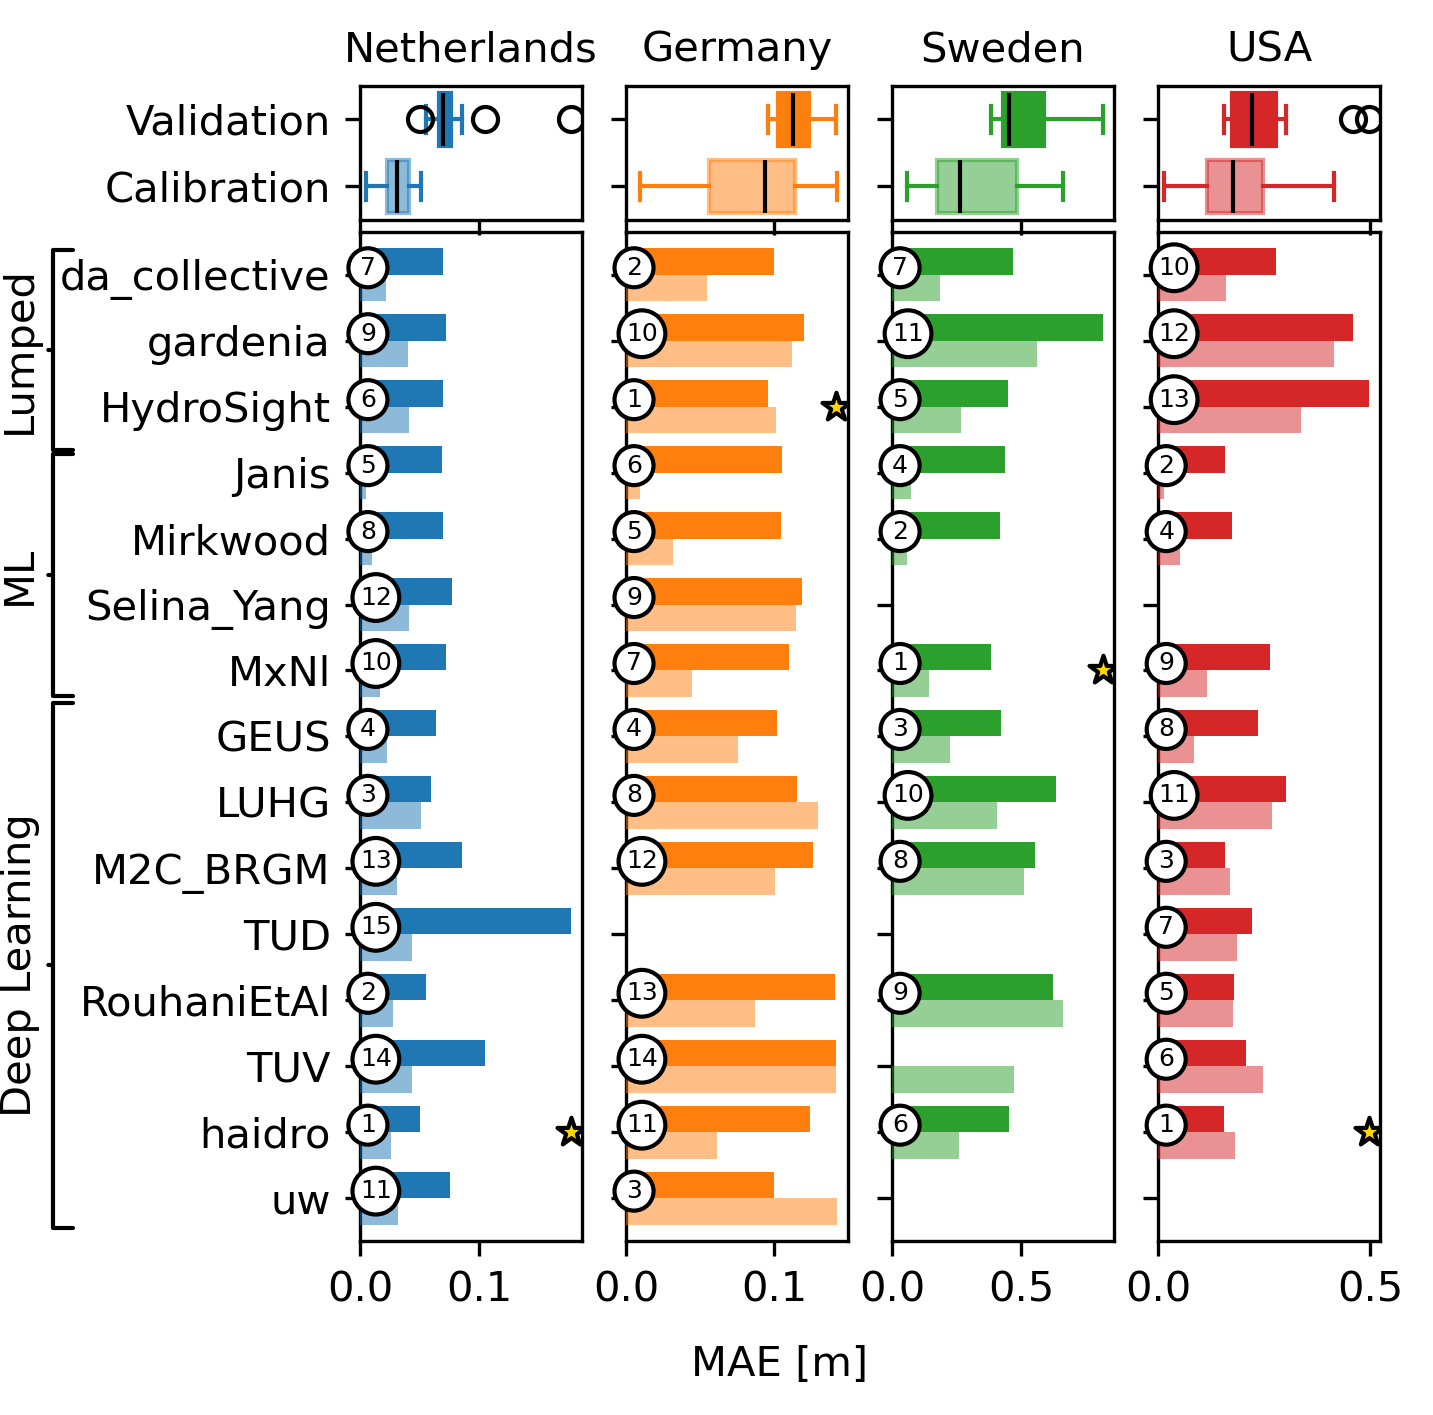 Netherlands Germany Sweden USA
Validation
Calibration
Lumped
da_collective 7 2 7 10
gardenia 9 10 11 12
HydroSight 6 1 5 13
ML
Janis 5 6 4 2
Mirkwood 8 5 2 4
Selina_Yang 12 9
MxNl 10 7 1 9
Deep Learning
GEUS 4 4 3 8
LUHG 3 8 10 11
M2C_BRGM 13 12 8 3
TUD 15 7
RouhaniEtAl 2 13 9 5
TUV 14 14 6
haidro 1 11 6 1
uw 11 3
0.0 0.1 0.0 0.1 0.0 0.5 0.0 0.5
MAE [m]